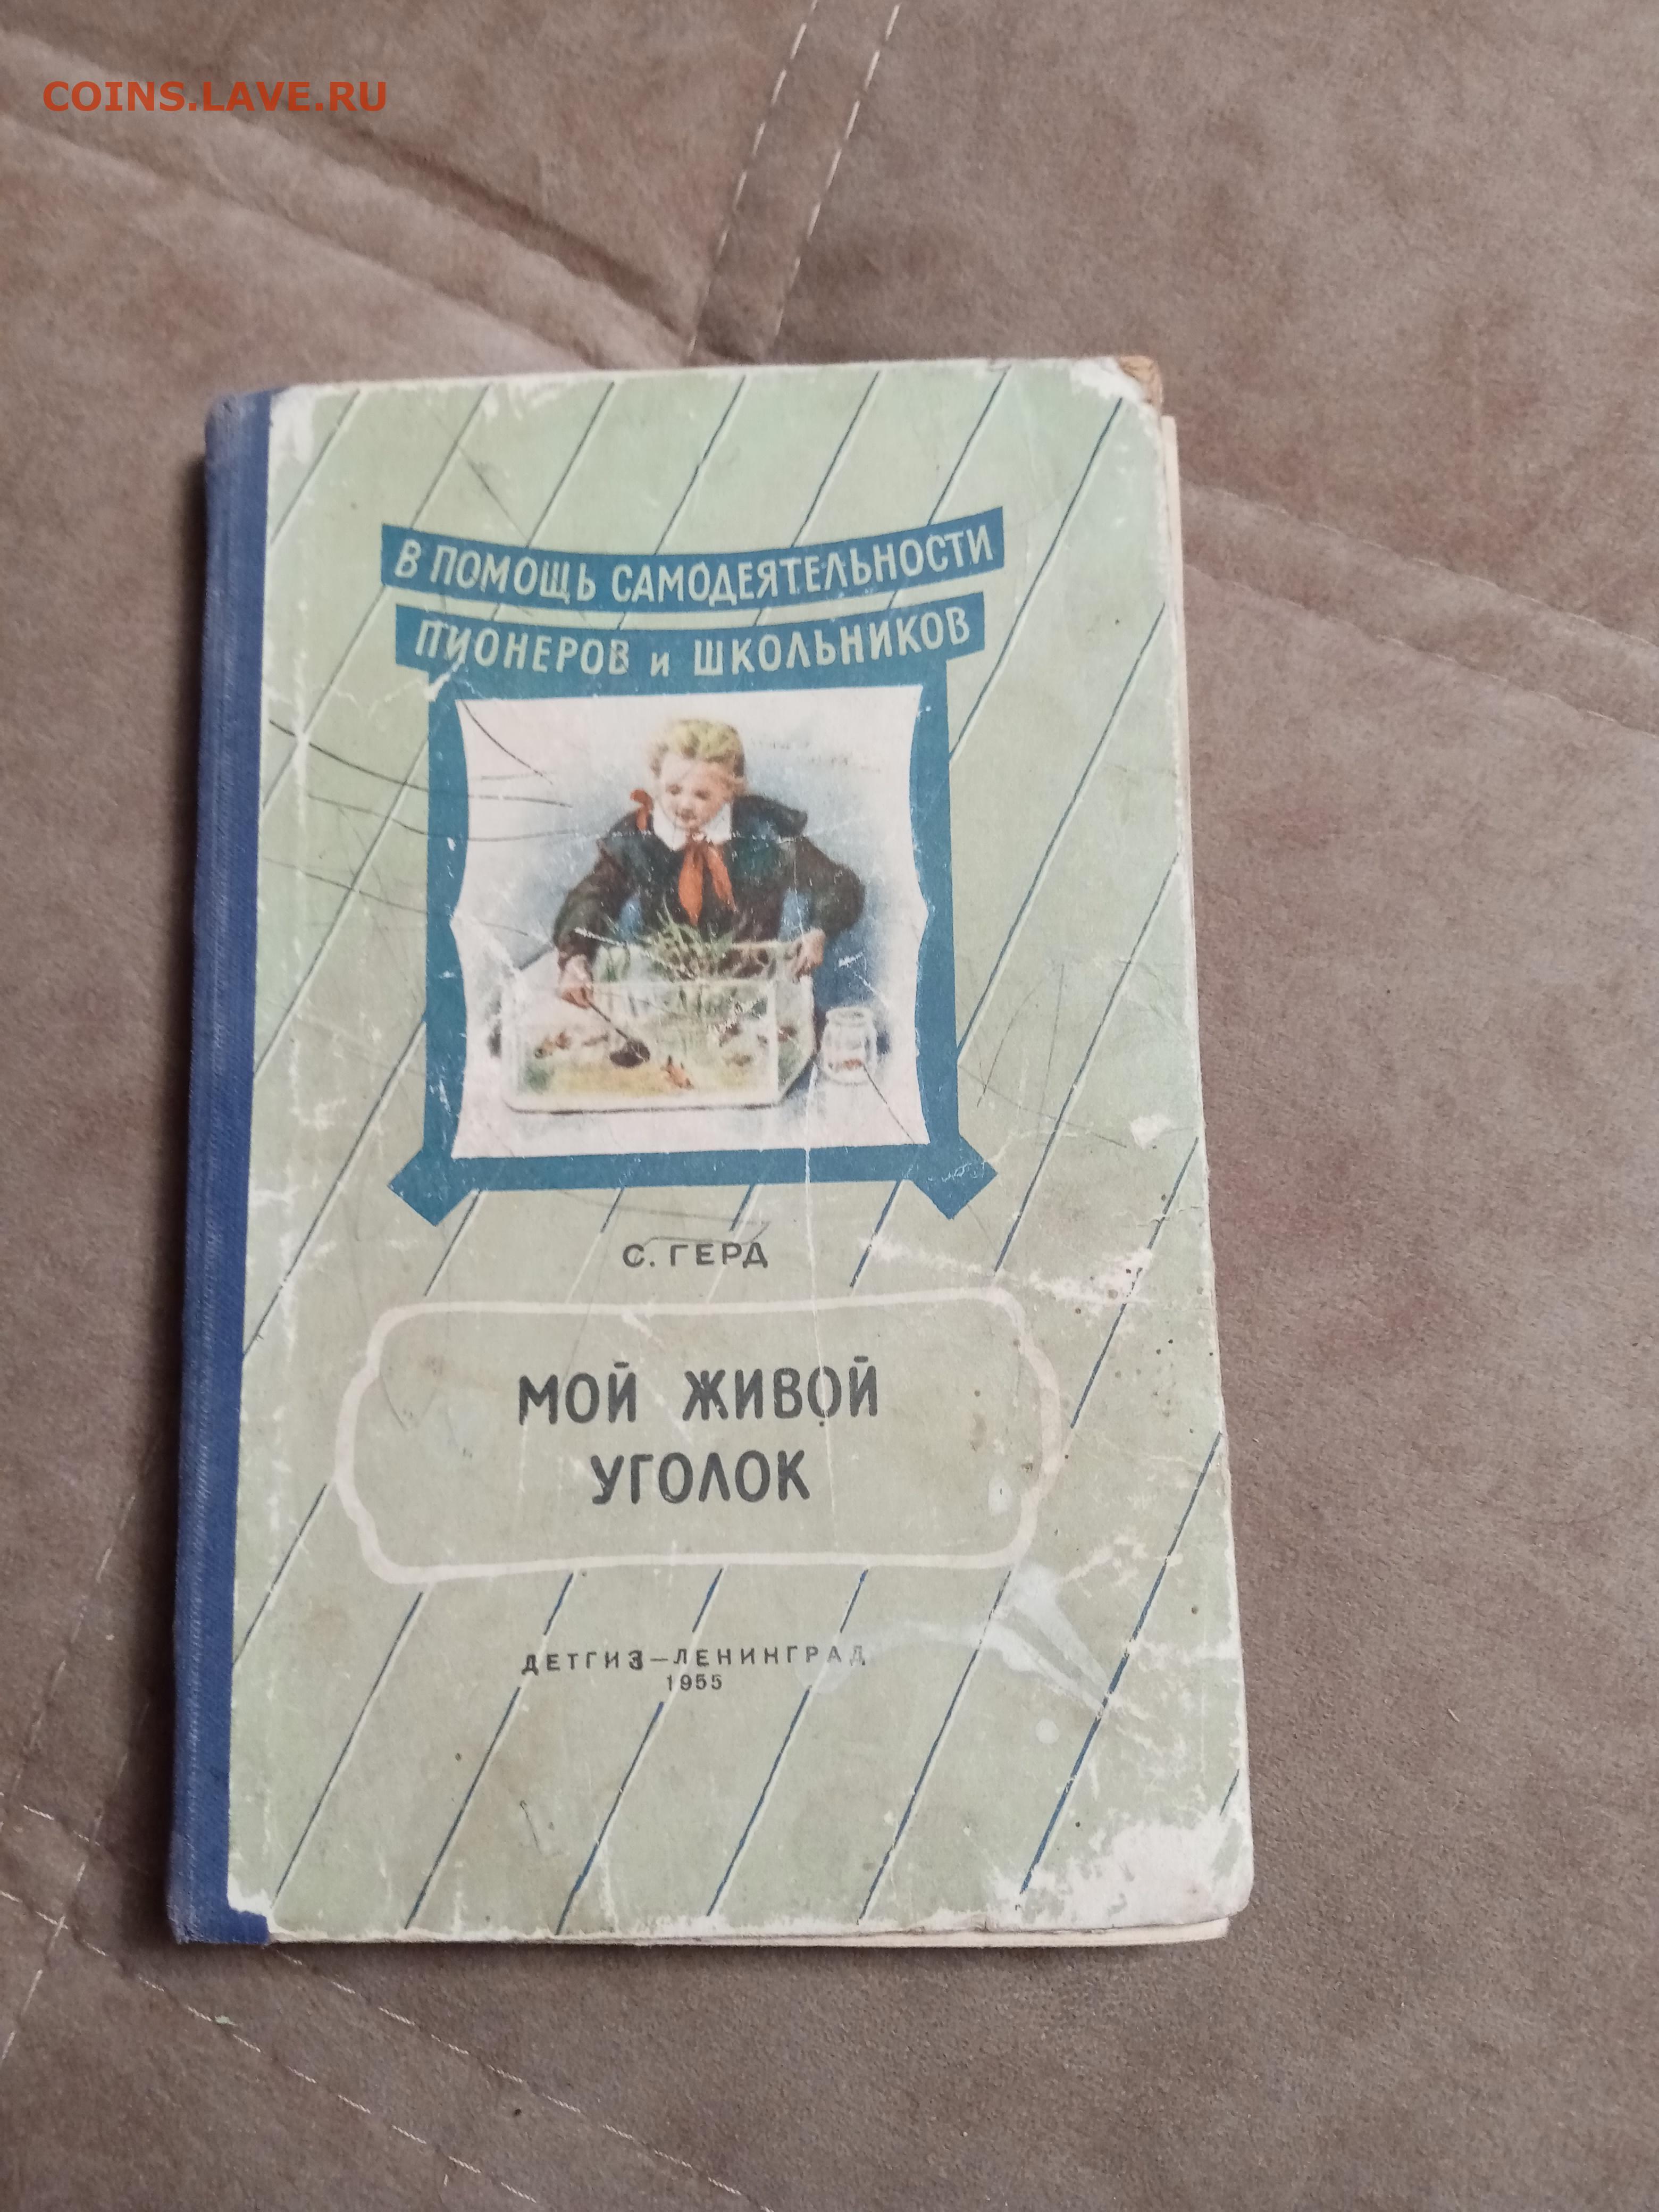 COINS.LAVE.RU
В ПОМОЩЬ САМОДЕЯТЕЛЬНОСТИ
ПИОНЕРОВ и ШКОЛЬНИКОВ
С. ГЕРД
МОЙ ЖИВОЙ
УГОЛОК
ДЕТГИЗ—ЛЕНИНГРАД
1955